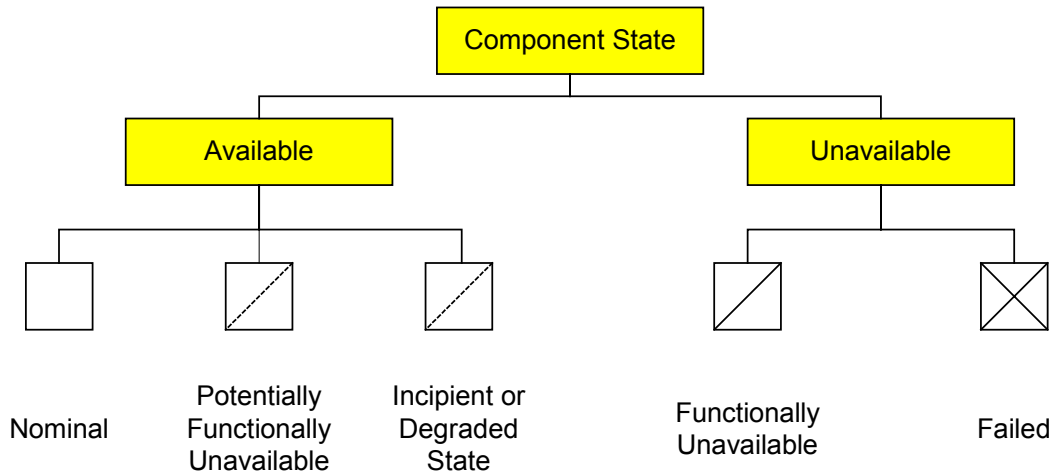 Component State
Available
Unavailable
Nominal
Potentially
Functionally
Unavailable
Incipient or
Degraded
State
Functionally
Unavailable
Failed